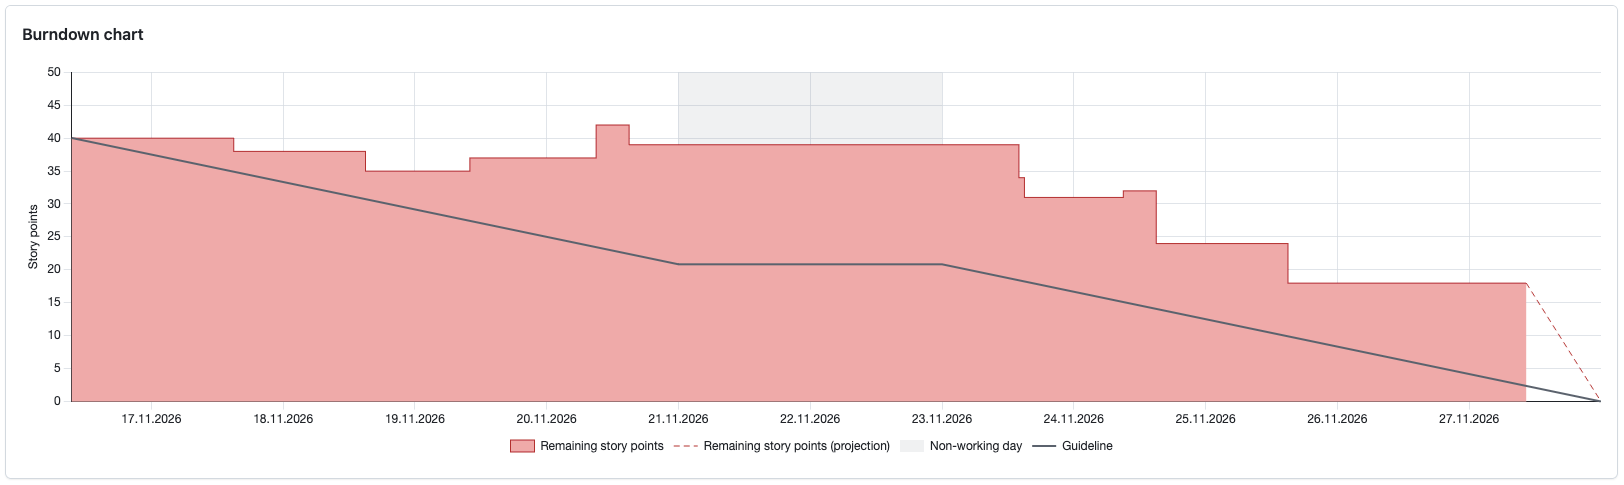 Burndown chart
50
45
40
35
30
25
20
15
10
5
0
Story points
17.11.2026 18.11.2026 19.11.2026 20.11.2026 21.11.2026 22.11.2026 23.11.2026 24.11.2026 25.11.2026 26.11.2026 27.11.2026
Remaining story points Remaining story points (projection) Non-working day Guideline